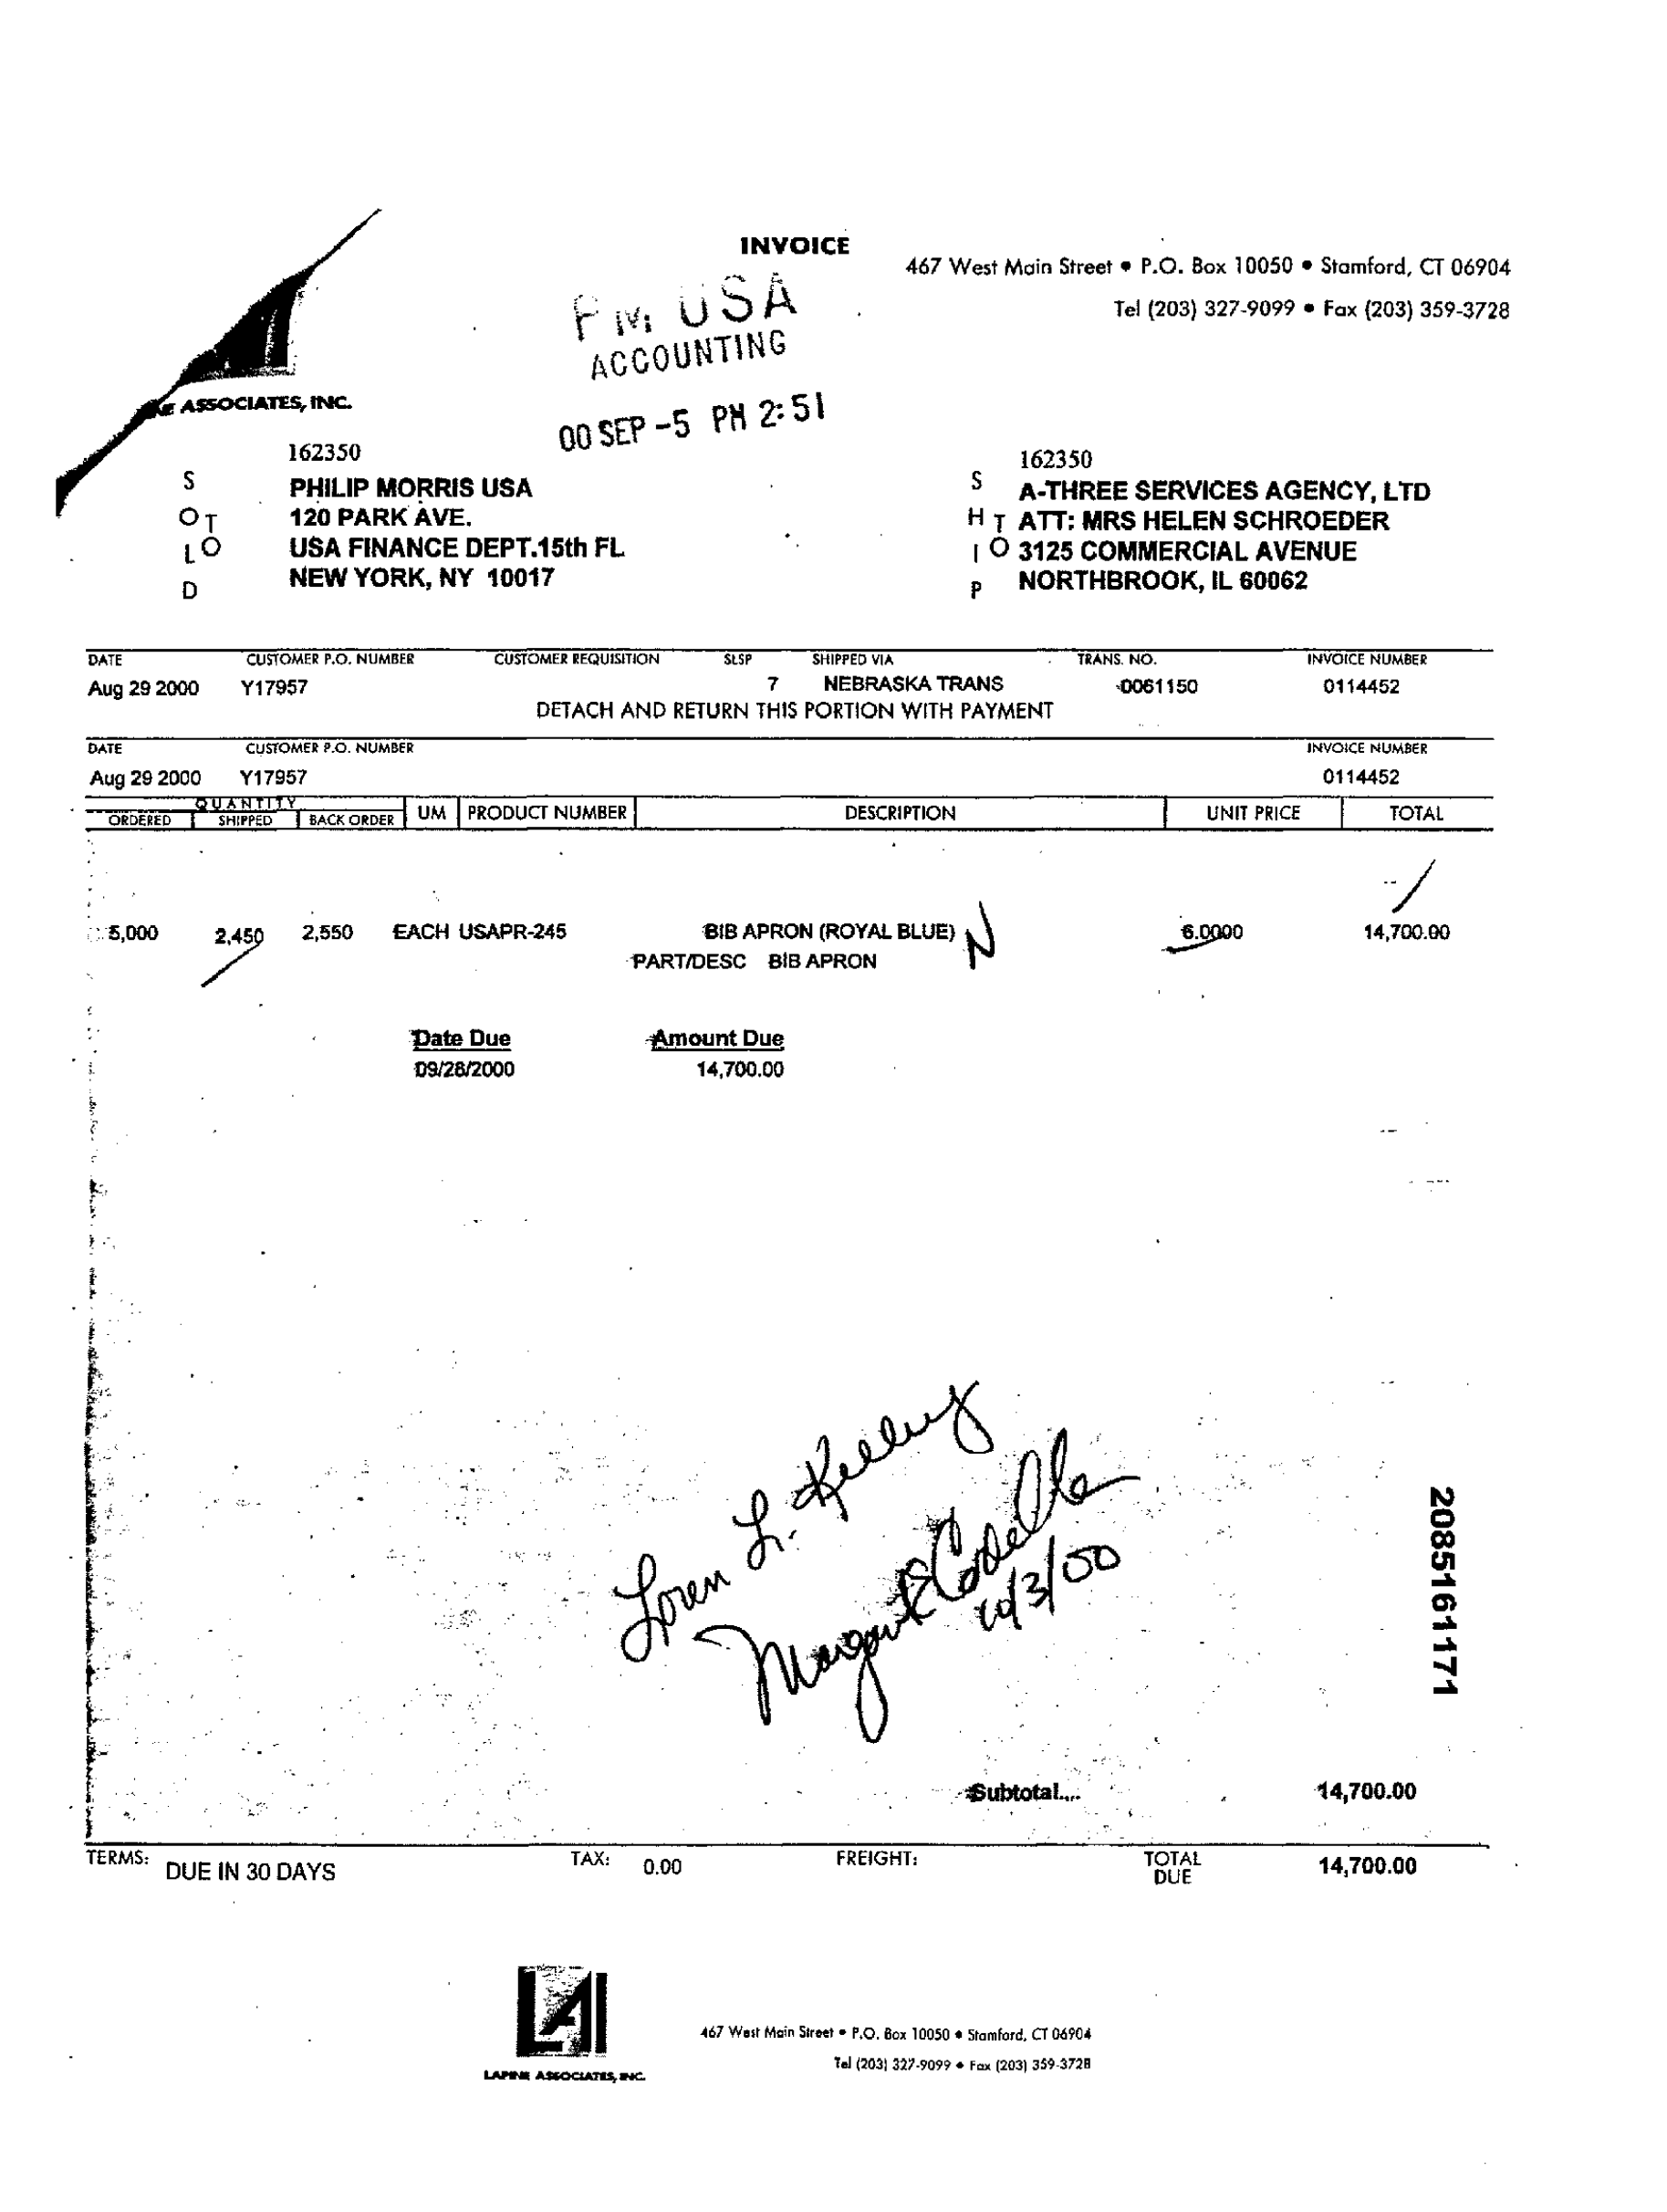 INVOICE
467 West Main Street • P.O. Box 10050 • Stamford, CT 06904
Tel (203) 327-9099 • Fax (203) 359-3728
PM USA
ACCOUNTING
00 SEP -5 PM 2:51
ASSOCIATES, INC.
SOLD TO
162350
PHILIP MORRIS USA
120 PARK AVE.
USA FINANCE DEPT.15th FL
NEW YORK, NY 10017
SHIP TO
162350
A-THREE SERVICES AGENCY, LTD
ATT: MRS HELEN SCHROEDER
3125 COMMERCIAL AVENUE
NORTHBROOK, IL 60062
DATE CUSTOMER P.O. NUMBER CUSTOMER REQUISITION SLSP SHIPPED VIA TRANS. NO. INVOICE NUMBER
Aug 29 2000 Y17957 7 NEBRASKA TRANS 0061150 0114452
DETACH AND RETURN THIS PORTION WITH PAYMENT
DATE CUSTOMER P.O. NUMBER INVOICE NUMBER
Aug 29 2000 Y17957 0114452
QUANTITY
ORDERED SHIPPED BACK ORDER UM PRODUCT NUMBER DESCRIPTION UNIT PRICE TOTAL
5,000 2,450 2,550 EACH USAPR-245 BIB APRON (ROYAL BLUE) N 6.0000 14,700.00
PART/DESC BIB APRON
Date Due Amount Due
09/28/2000 14,700.00
Loren L. Kelley
10/3/00
2085161171
Subtotal.... 14,700.00
TERMS: DUE IN 30 DAYS TAX: 0.00 FREIGHT: TOTAL DUE 14,700.00
LAI
LAPINE ASSOCIATES, INC.
467 West Main Street • P.O. Box 10050 • Stamford, CT 06904
Tel (203) 327-9099 • Fax (203) 359-3728